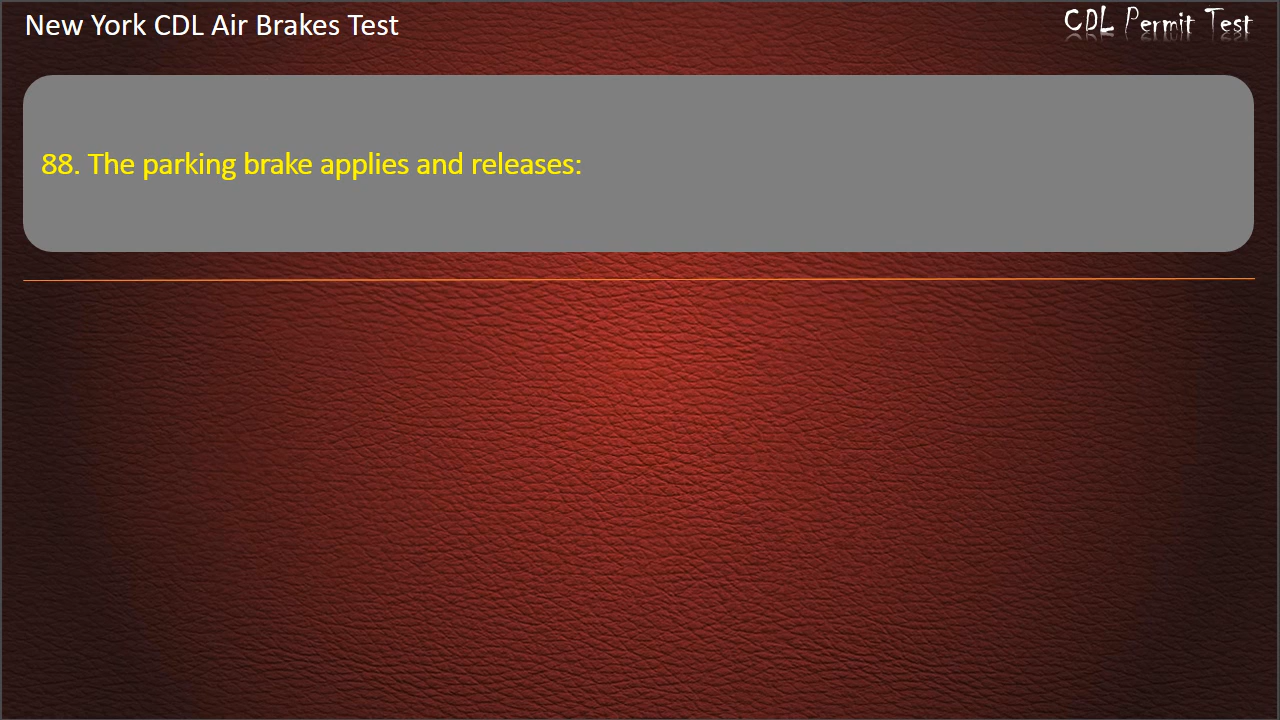 New York CDL Air Brakes Test
CDL Permit Test
88. The parking brake applies and releases: